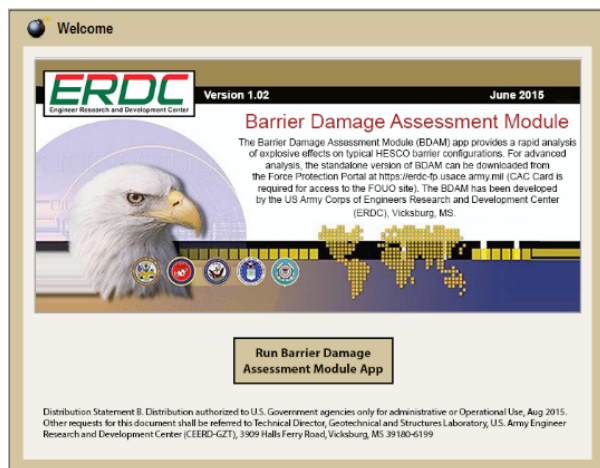 Welcome
ERDC
Engineer Research and Development Center
Version 1.02
June 2015
Barrier Damage Assessment Module
The Barrier Damage Assessment Module (BDAM) app provides a rapid analysis
of explosive effects on typical HESCO barrier configurations. For advanced
analysis, the standalone version of BDAM can be downloaded from
the Force Protection Portal at https://erdc-fp.usace.army.mil (CAC Card is
required for access to the FOUO site). The BDAM has been developed
by the US Army Corps of Engineers Research and Development Center
(ERDC), Vicksburg, MS.
Run Barrier Damage
Assessment Module App
Distribution Statement B. Distribution authorized to U.S. Government agencies only for administrative or Operational Use, Aug 2015.
Other requests for this document shall be referred to Technical Director, Geotechnical and Structures Laboratory, U.S. Army Engineer
Research and Development Center (CEERD-GZT), 3909 Halls Ferry Road, Vicksburg, MS 39180-6199